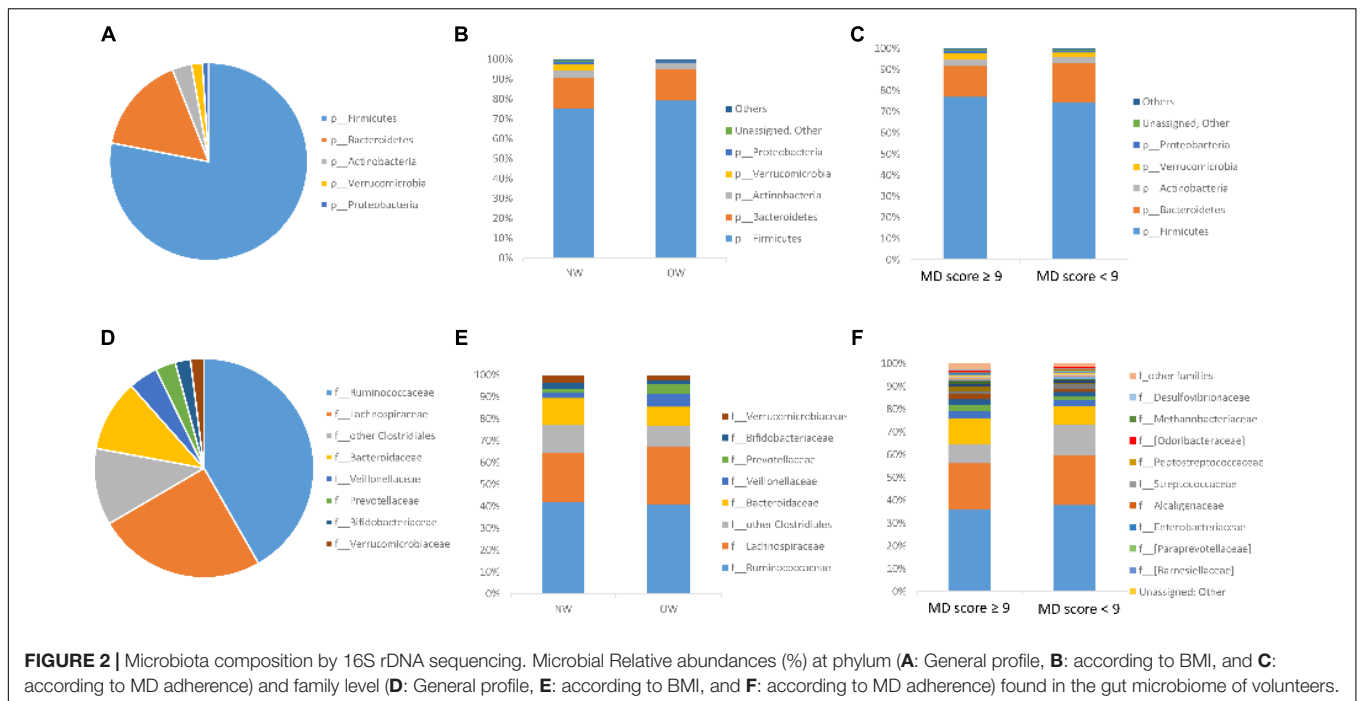 A
p__Firmicutes
p__Bacteroidetes
p__Actinobacteria
p__Verrucomicrobia
p__Proteobacteria
B
100%
90%
80%
70%
60%
50%
40%
30%
20%
10%
0%
NW
OW
Others
Unassigned; Other
p__Proteobacteria
p__Verrucomicrobia
p__Actinobacteria
p__Bacteroidetes
p__Firmicutes
C
100%
90%
80%
70%
60%
50%
40%
30%
20%
10%
0%
MD score ≥ 9
MD score < 9
Others
Unassigned; Other
p__Proteobacteria
p__Verrucomicrobia
p__Actinobacteria
p__Bacteroidetes
p__Firmicutes
D
f__Ruminococcaceae
f__Lachnospiraceae
f__other Clostridiales
f__Bacteroidaceae
f__Veillonellaceae
f__Prevotellaceae
f__Bifidobacteriaceae
f__Verrucomicrobiaceae
E
100%
90%
80%
70%
60%
50%
40%
30%
20%
10%
0%
NW
OW
f__Verrucomicrobiaceae
f__Bifidobacteriaceae
f__Prevotellaceae
f__Veillonellaceae
f__Bacteroidaceae
f__other Clostridiales
f__Lachnospiraceae
f__Ruminococcaceae
F
100%
90%
80%
70%
60%
50%
40%
30%
20%
10%
0%
MD score ≥ 9
MD score < 9
f_other families
f__Desulfovibrionaceae
f__Methanobacteriaceae
f__[Odoribacteraceae]
f__Peptostreptococcaceae
f__Streptococcaceae
f__Alcaligenaceae
f__Enterobacteriaceae
f__[Paraprevotellaceae]
f__[Barnesiellaceae]
Unassigned; Other
FIGURE 2 | Microbiota composition by 16S rDNA sequencing. Microbial Relative abundances (%) at phylum (A: General profile, B: according to BMI, and C:
according to MD adherence) and family level (D: General profile, E: according to BMI, and F: according to MD adherence) found in the gut microbiome of volunteers.